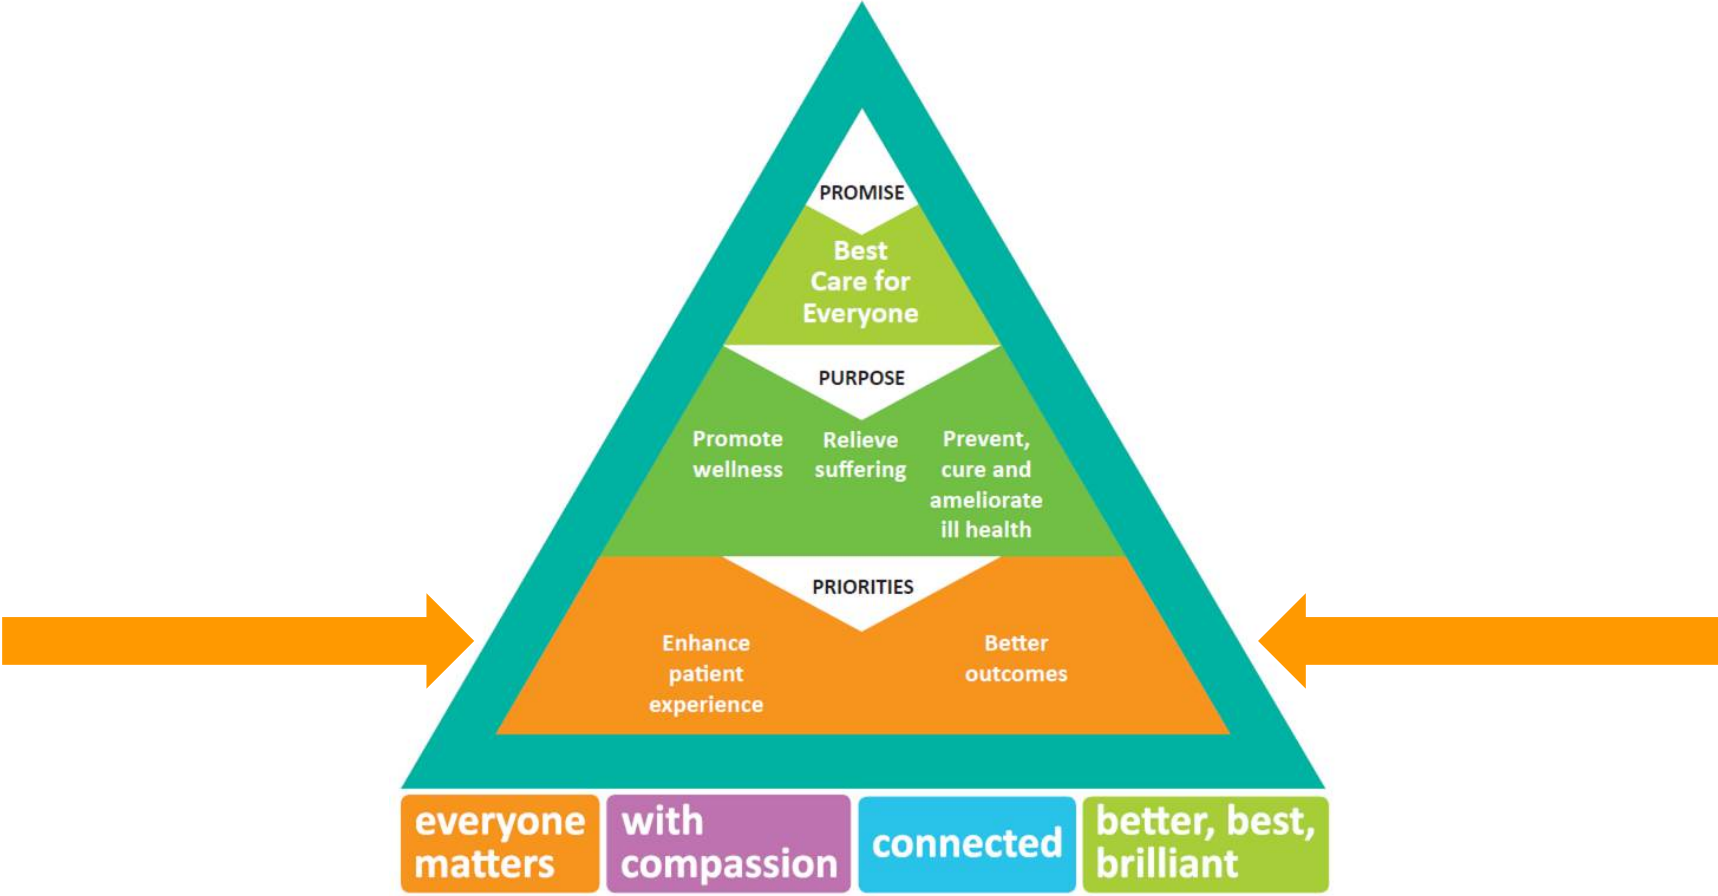 PROMISE
Best
Care for
Everyone
PURPOSE
Promote
wellness
Relieve
suffering
Prevent,
cure and
ameliorate
ill health
PRIORITIES
Enhance
patient
experience
Better
outcomes
everyone
matters
with
compassion
connected
better, best,
brilliant